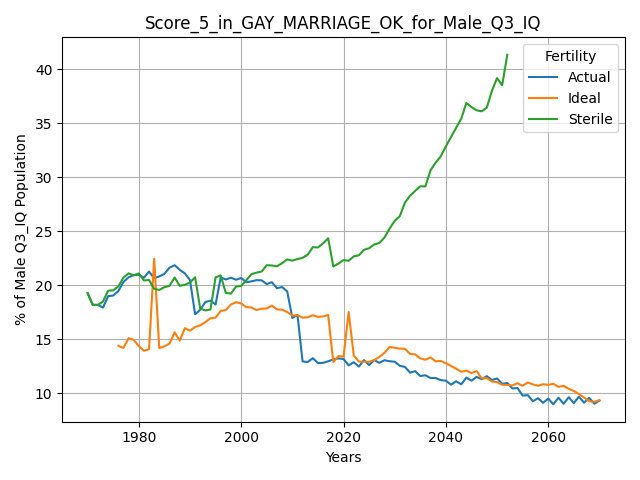 Score_5_in_GAY_MARRIAGE_OK_for_Male_Q3_IQ
Fertility
Actual
Ideal
Sterile
% of Male Q3_IQ Population
40
35
30
25
20
15
10
1980
2000
2020
2040
2060
Years